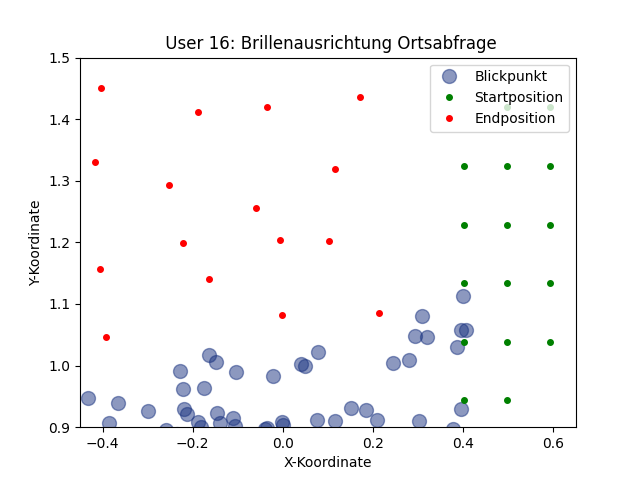 User 16: Brillenausrichtung Ortsabfrage
Blickpunkt
Startposition
Endposition
Y-Koordinate
1.5
1.4
1.3
1.2
1.1
1.0
0.9
−0.4 −0.2 0.0 0.2 0.4 0.6
X-Koordinate